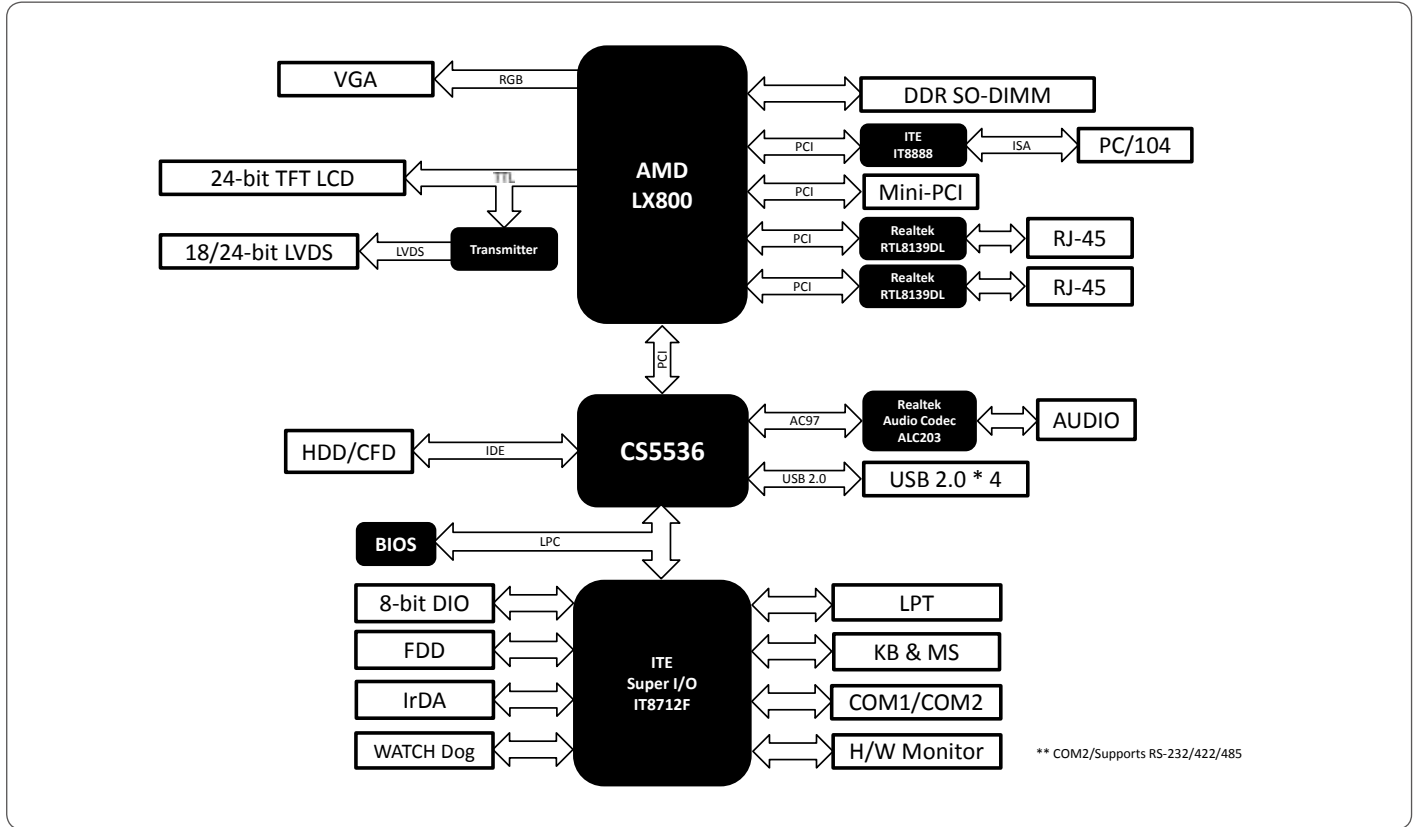 VGA
RGB
DDR SO-DIMM
AMD
LX800
PCI
ITE
IT8888
ISA
PC/104
24-bit TFT LCD
TTL
PCI
Mini-PCI
18/24-bit LVDS
LVDS
Transmitter
PCI
Realtek
RTL8139DL
RJ-45
PCI
Realtek
RTL8139DL
RJ-45
PCI
HDD/CFD
IDE
CS5536
AC97
Realtek
Audio Codec
ALC203
AUDIO
USB 2.0
USB 2.0 * 4
BIOS
LPC
8-bit DIO
FDD
IrDA
WATCH Dog
ITE
Super I/O
IT8712F
LPT
KB & MS
COM1/COM2
H/W Monitor
** COM2/Supports RS-232/422/485